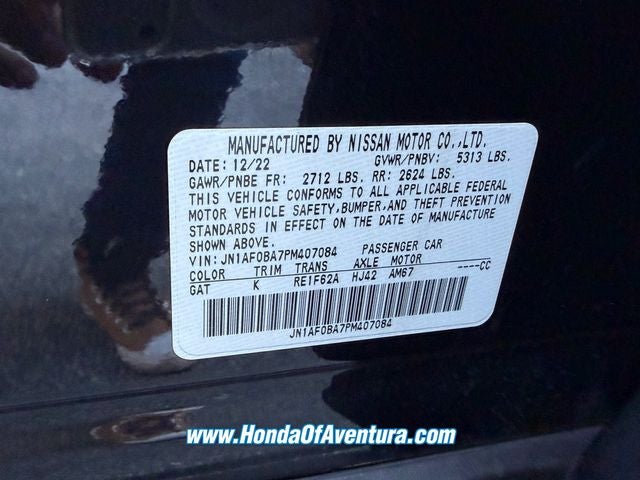 MANUFACTURED BY NISSAN MOTOR CO.,LTD.
DATE: 12/22 GVWR/PNBV: 5313 LBS.
GAWR/PNBE FR: 2712 LBS. RR: 2624 LBS.
THIS VEHICLE CONFORMS TO ALL APPLICABLE FEDERAL
MOTOR VEHICLE SAFETY,BUMPER,AND THEFT PREVENTION
STANDARDS IN EFFECT ON THE DATE OF MANUFACTURE
SHOWN ABOVE.
VIN: JN1AF0BA7PM407084 PASSENGER CAR
COLOR TRIM TRANS AXLE MOTOR ----CC
GAT K RE1F62A HJ42 AM67
JN1AF0BA7PM407084
www.HondaOfAventura.com